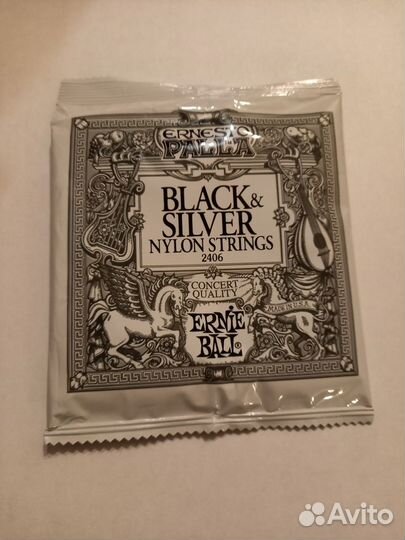 ERNESTO
PALLA
BLACK&
SILVER
NYLON STRINGS
2406
CONCERT
QUALITY
MADE IN U.S.A.
ERNIE
BALL®
Avito